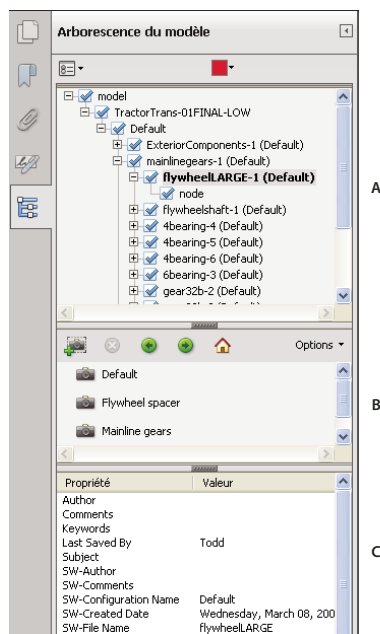 Arborescence du modèle
model
TractorTrans-01FINAL-LOW
Default
ExteriorComponents-1 (Default)
mainlinegears-1 (Default)
flywheelLARGE-1 (Default)
node
flywheelshaft-1 (Default)
4bearing-4 (Default)
4bearing-5 (Default)
4bearing-6 (Default)
6bearing-3 (Default)
gear32b-2 (Default)
A
Options
Default
Flywheel spacer
Mainline gears
B
Propriété Valeur
Author
Comments
Keywords
Last Saved By Todd
Subject
SW-Author
SW-Comments
SW-Configuration Name Default
SW-Created Date Wednesday, March 08, 200
SW-File Name flywheelLARGE
C